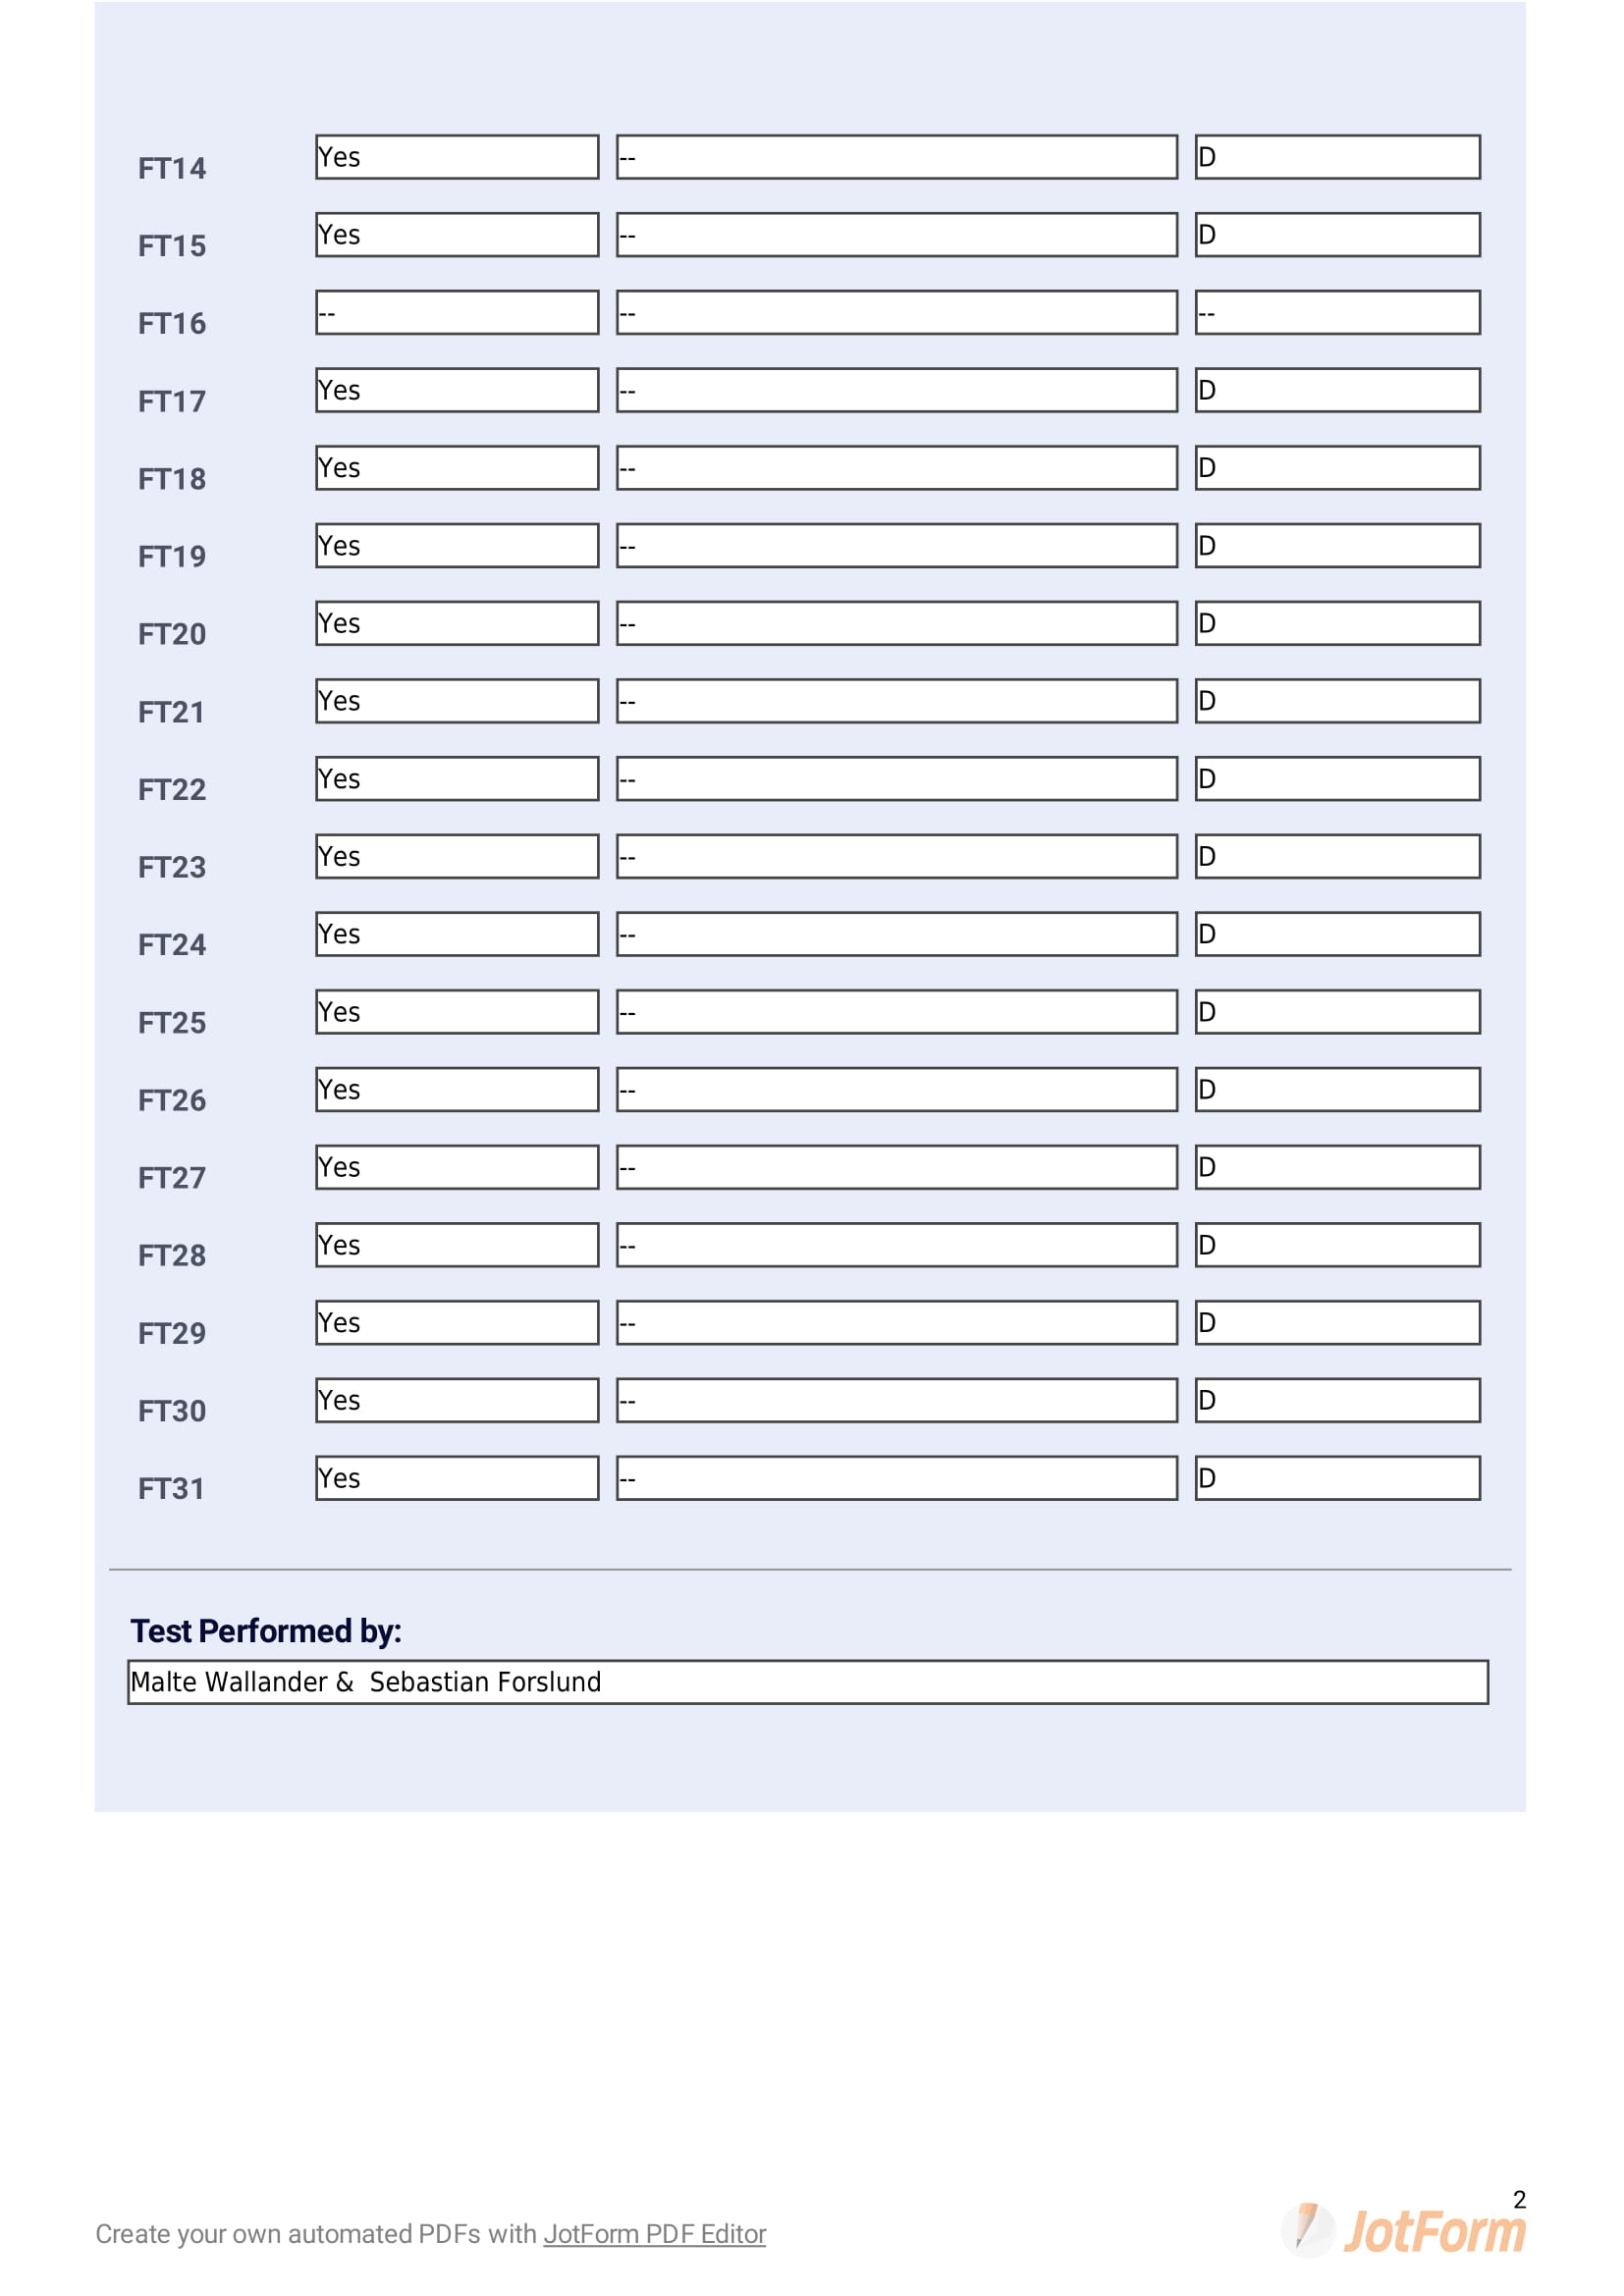 FT14 Yes -- D
FT15 Yes -- D
FT16 -- -- --
FT17 Yes -- D
FT18 Yes -- D
FT19 Yes -- D
FT20 Yes -- D
FT21 Yes -- D
FT22 Yes -- D
FT23 Yes -- D
FT24 Yes -- D
FT25 Yes -- D
FT26 Yes -- D
FT27 Yes -- D
FT28 Yes -- D
FT29 Yes -- D
FT30 Yes -- D
FT31 Yes -- D
Test Performed by:
Malte Wallander &  Sebastian Forslund
2
Create your own automated PDFs with JotForm PDF Editor
JotForm